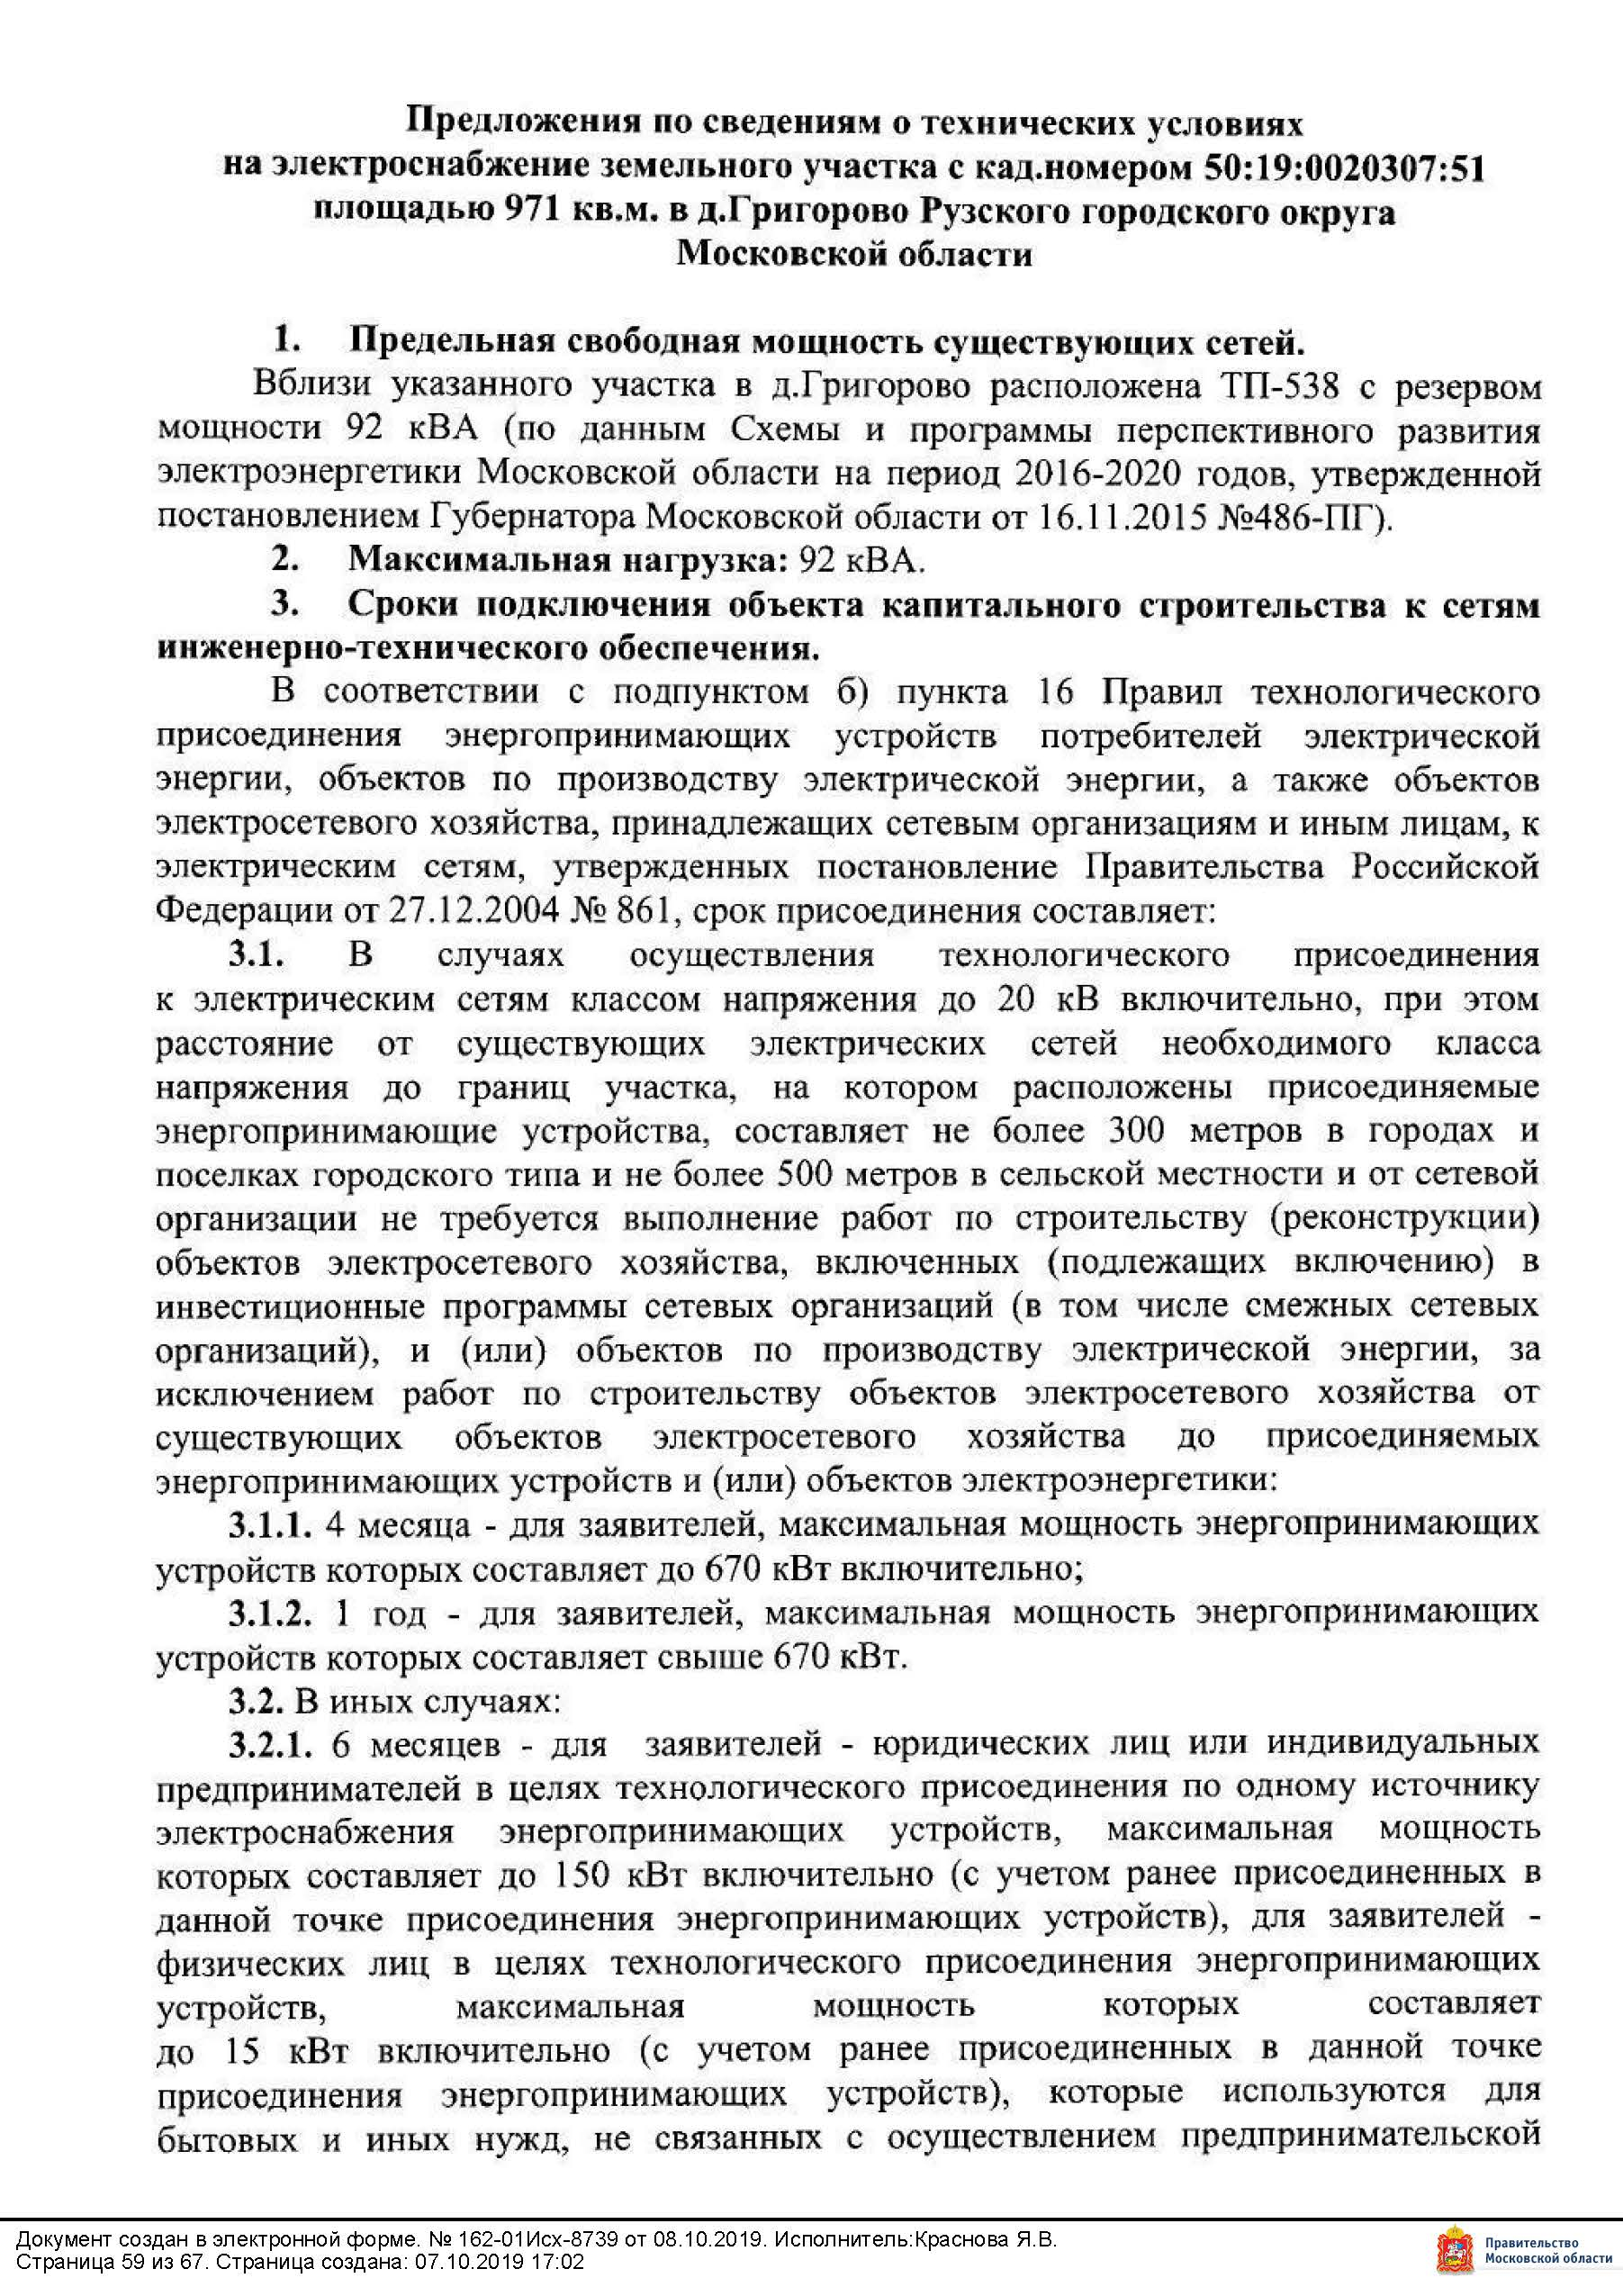 Предложения по сведениям о технических условиях
на электроснабжение земельного участка с кад.номером 50:19:0020307:51
площадью 971 кв.м. в д.Григорово Рузского городского округа
Московской области
1. Предельная свободная мощность существующих сетей.
Вблизи указанного участка в д.Григорово расположена ТП-538 с резервом
мощности 92 кВА (по данным Схемы и программы перспективного развития
электроэнергетики Московской области на период 2016-2020 годов, утвержденной
постановлением Губернатора Московской области от 16.11.2015 №486-ПГ).
2. Максимальная нагрузка: 92 кВА.
3. Сроки подключения объекта капитального строительства к сетям
инженерно-технического обеспечения.
В соответствии с подпунктом б) пункта 16 Правил технологического
присоединения энергопринимающих устройств потребителей электрической
энергии, объектов по производству электрической энергии, а также объектов
электросетевого хозяйства, принадлежащих сетевым организациям и иным лицам, к
электрическим сетям, утвержденных постановление Правительства Российской
Федерации от 27.12.2004 № 861, срок присоединения составляет:
3.1. В случаях осуществления технологического присоединения
к электрическим сетям классом напряжения до 20 кВ включительно, при этом
расстояние от существующих электрических сетей необходимого класса
напряжения до границ участка, на котором расположены присоединяемые
энергопринимающие устройства, составляет не более 300 метров в городах и
поселках городского типа и не более 500 метров в сельской местности и от сетевой
организации не требуется выполнение работ по строительству (реконструкции)
объектов электросетевого хозяйства, включенных (подлежащих включению) в
инвестиционные программы сетевых организаций (в том числе смежных сетевых
организаций), и (или) объектов по производству электрической энергии, за
исключением работ по строительству объектов электросетевого хозяйства от
существующих объектов электросетевого хозяйства до присоединяемых
энергопринимающих устройств и (или) объектов электроэнергетики:
3.1.1. 4 месяца - для заявителей, максимальная мощность энергопринимающих
устройств которых составляет до 670 кВт включительно;
3.1.2. 1 год - для заявителей, максимальная мощность энергопринимающих
устройств которых составляет свыше 670 кВт.
3.2. В иных случаях:
3.2.1. 6 месяцев - для заявителей - юридических лиц или индивидуальных
предпринимателей в целях технологического присоединения по одному источнику
электроснабжения энергопринимающих устройств, максимальная мощность
которых составляет до 150 кВт включительно (с учетом ранее присоединенных в
данной точке присоединения энергопринимающих устройств), для заявителей -
физических лиц в целях технологического присоединения энергопринимающих
устройств, максимальная мощность которых составляет
до 15 кВт включительно (с учетом ранее присоединенных в данной точке
присоединения энергопринимающих устройств), которые используются для
бытовых и иных нужд, не связанных с осуществлением предпринимательской
Документ создан в электронной форме. № 162-01Исх-8739 от 08.10.2019. Исполнитель:Краснова Я.В.
Страница 59 из 67. Страница создана: 07.10.2019 17:02
Правительство
Московской области